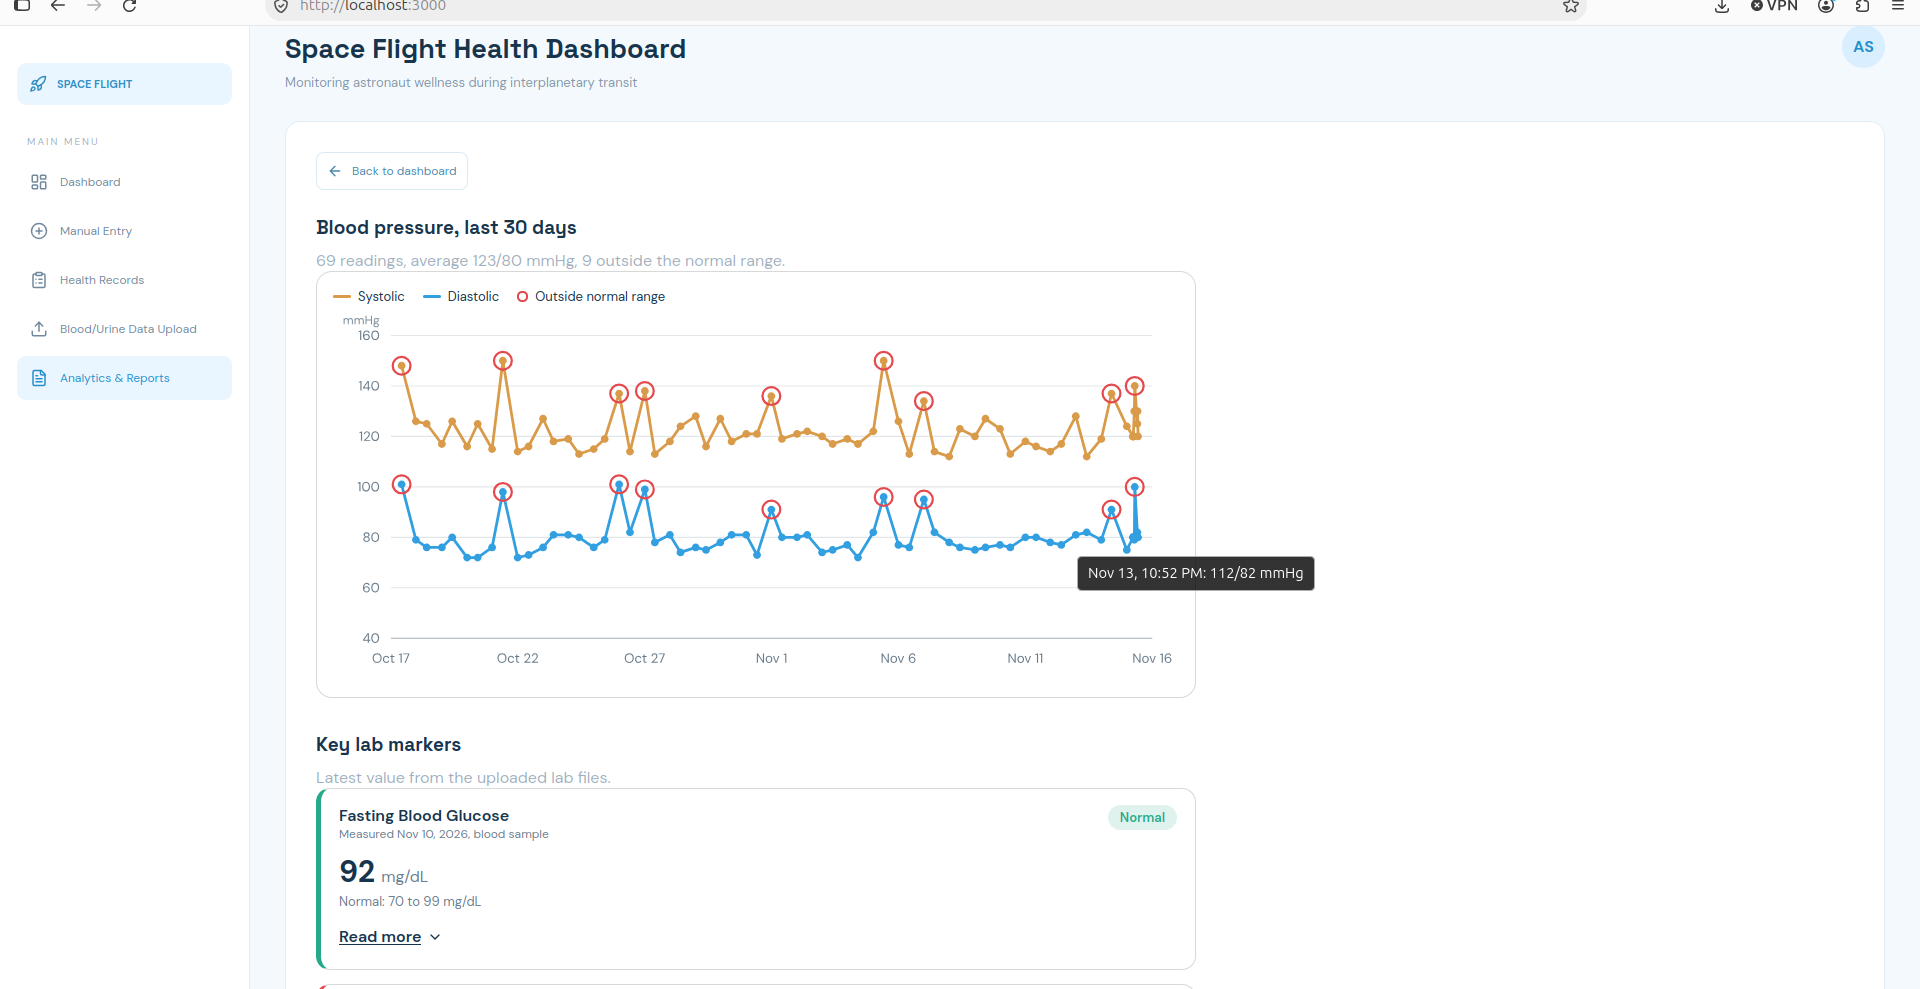 http://localhost:3000
VPN
SPACE FLIGHT
MAIN MENU
Dashboard
Manual Entry
Health Records
Blood/Urine Data Upload
Analytics & Reports
Space Flight Health Dashboard
AS
Monitoring astronaut wellness during interplanetary transit
Back to dashboard
Blood pressure, last 30 days
69 readings, average 123/80 mmHg, 9 outside the normal range.
Systolic Diastolic Outside normal range
mmHg
160
140
120
100
80
60
40
Oct 17 Oct 22 Oct 27 Nov 1 Nov 6 Nov 11 Nov 16
Nov 13, 10:52 PM: 112/82 mmHg
Key lab markers
Latest value from the uploaded lab files.
Fasting Blood Glucose
Normal
Measured Nov 10, 2026, blood sample
92 mg/dL
Normal: 70 to 99 mg/dL
Read more